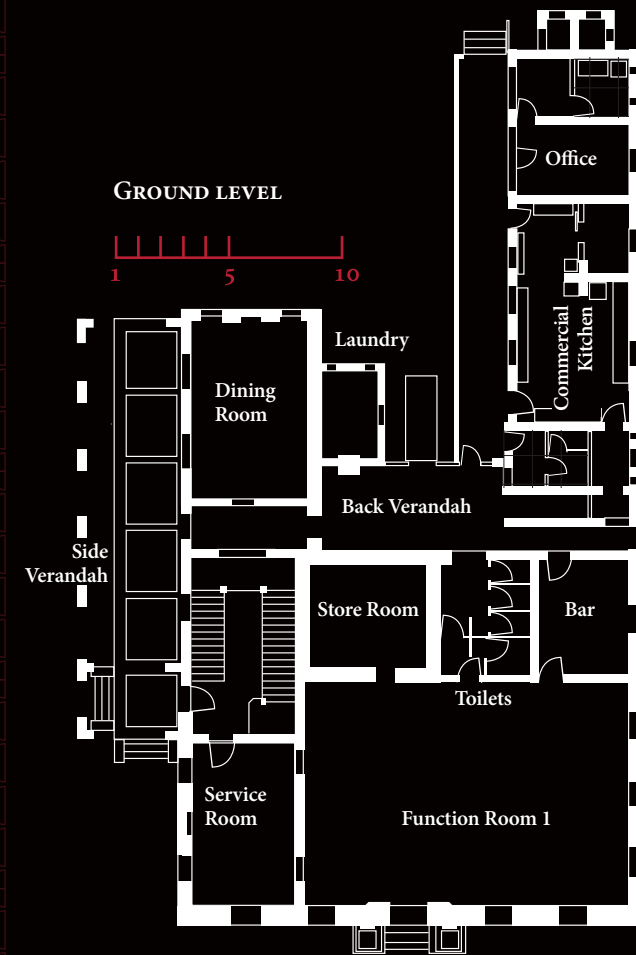 Office
GROUND LEVEL
1 5 10
Commercial
Kitchen
Laundry
Dining
Room
Back Verandah
Side
Verandah
Store Room
Bar
Toilets
Service
Room
Function Room 1